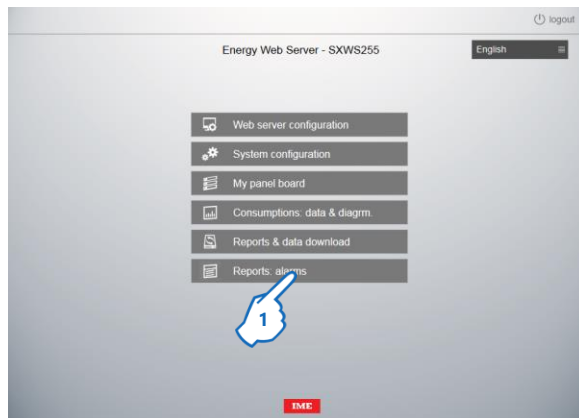 logout
Energy Web Server - SXWS255
English
Web server configuration
System configuration
My panel board
Consumptions: data & diagrm.
Reports & data download
Reports: alarms
1
IME